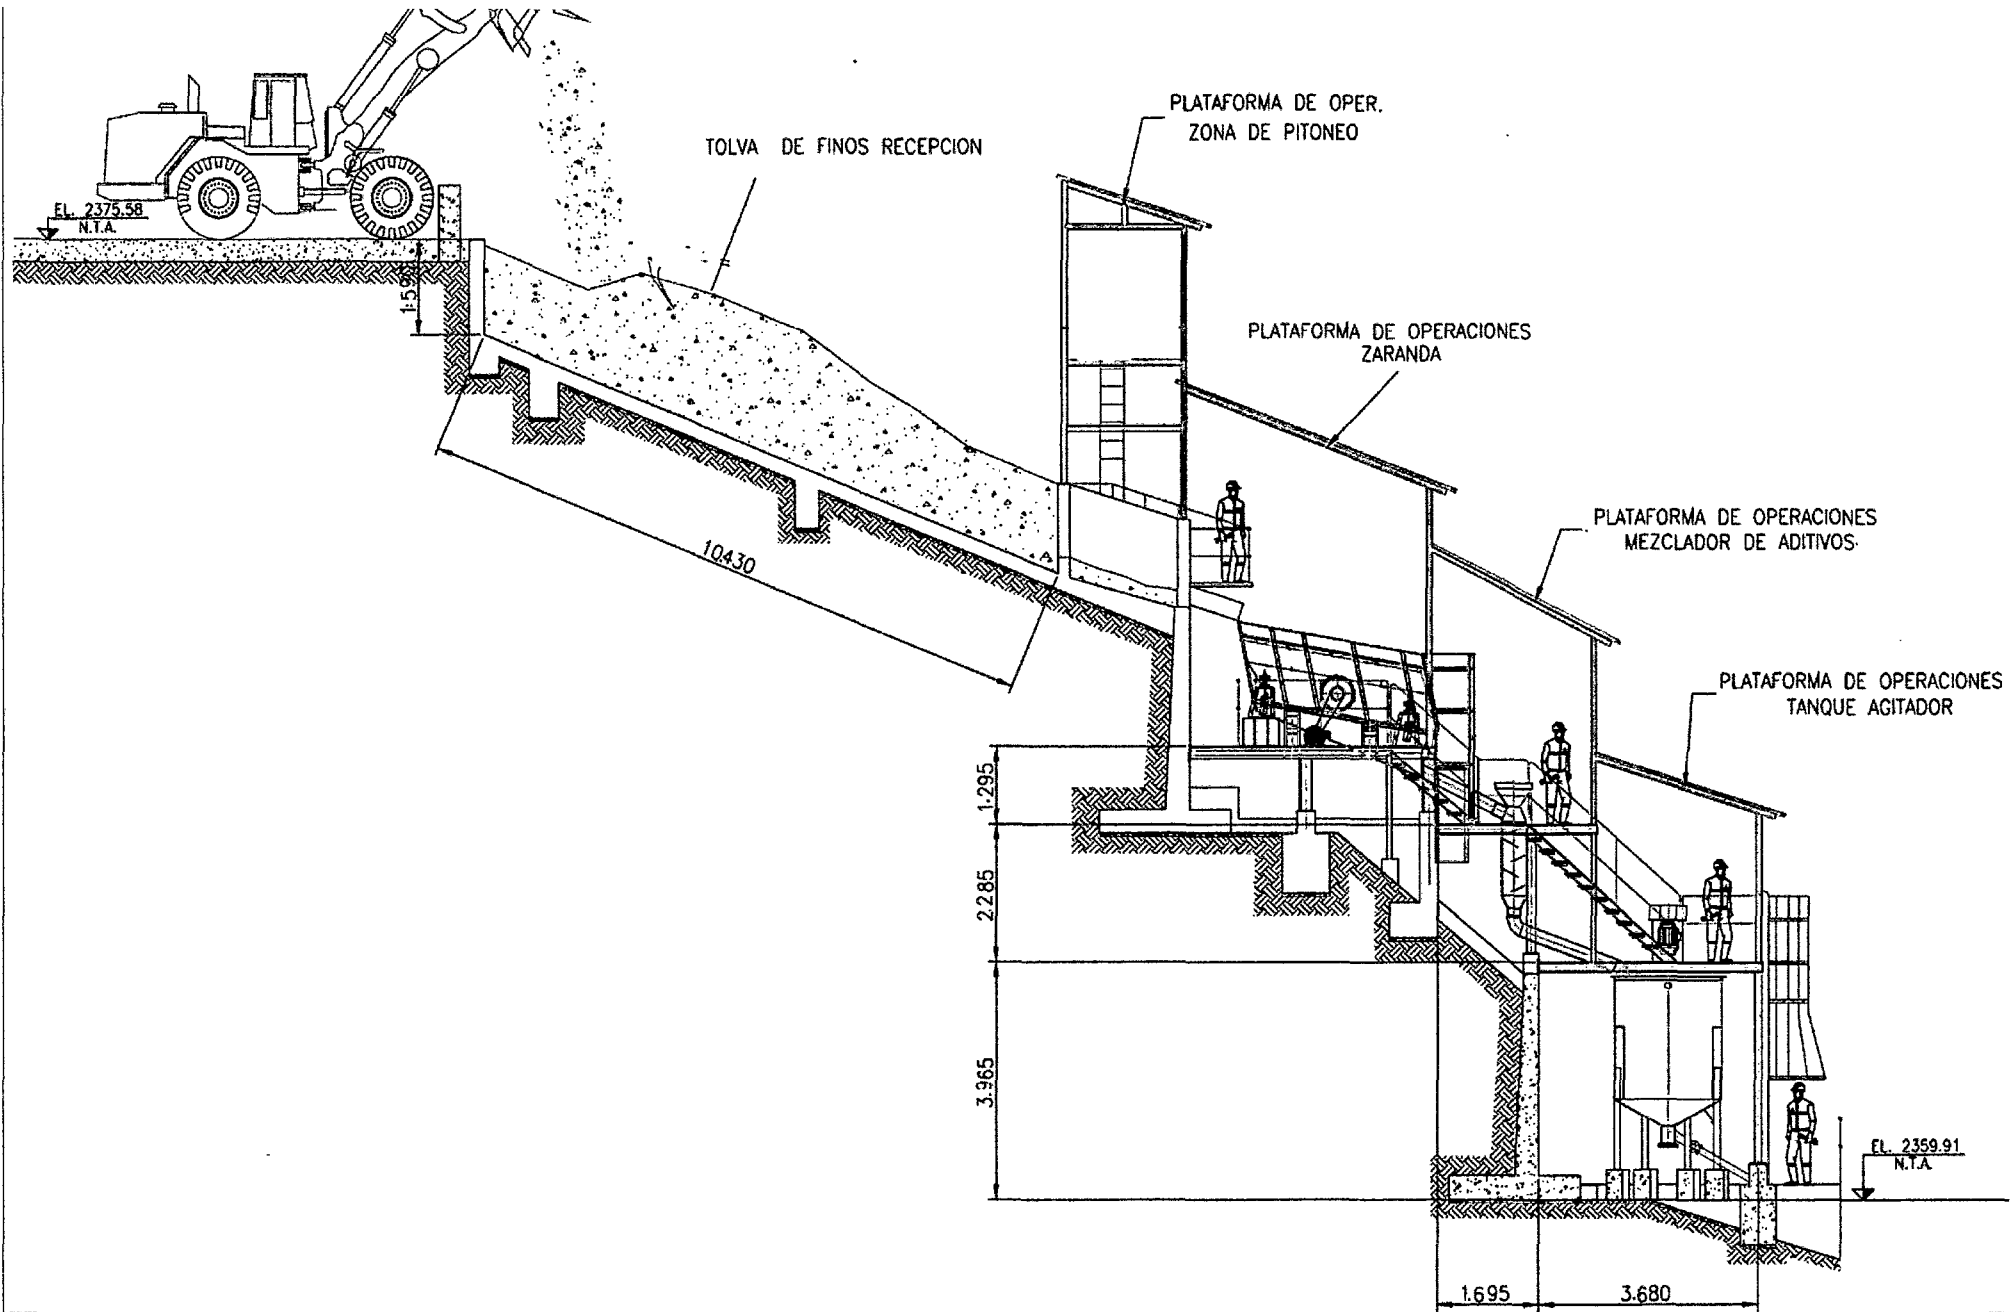 PLATAFORMA DE OPER.
ZONA DE PITONEO
TOLVA DE FINOS RECEPCION
EL. 2375.58
N.T.A.
PLATAFORMA DE OPERACIONES
ZARANDA
PLATAFORMA DE OPERACIONES
MEZCLADOR DE ADITIVOS
10.430
PLATAFORMA DE OPERACIONES
TANQUE AGITADOR
1.295
2.285
3.965
EL. 2359.91
N.T.A.
1.695
3.680